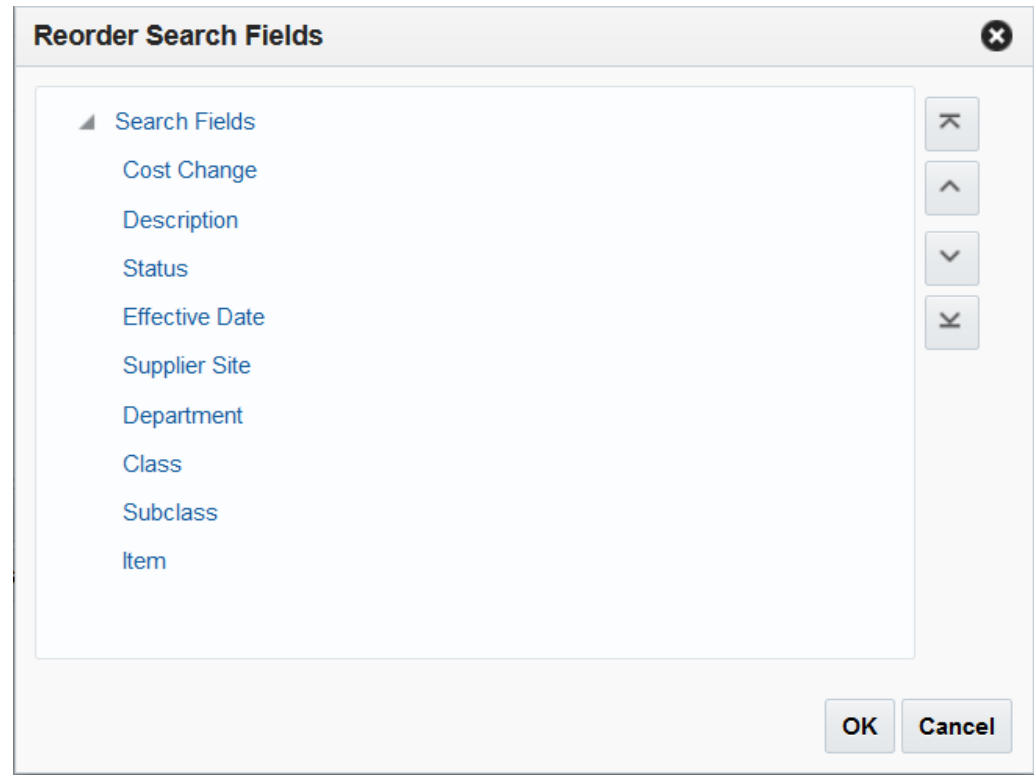 Reorder Search Fields
Search Fields
Cost Change
Description
Status
Effective Date
Supplier Site
Department
Class
Subclass
Item
OK Cancel